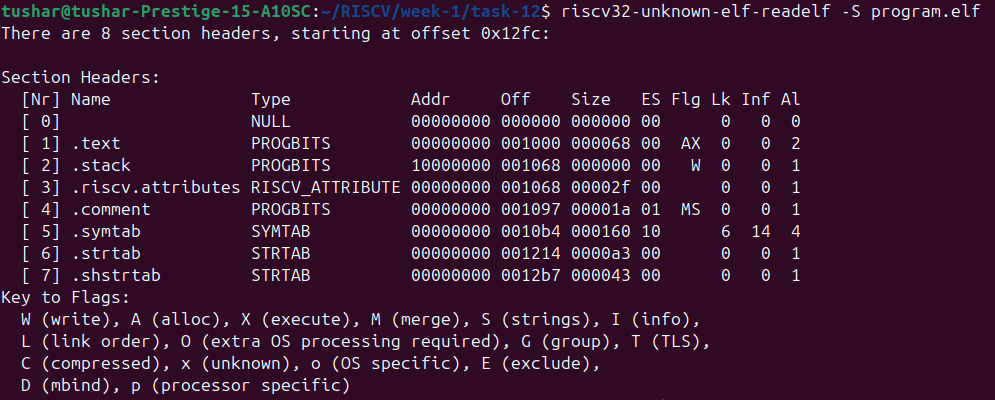 tushar@tushar-Prestige-15-A10SC:~/RISCV/week-1/task-12$ riscv32-unknown-elf-readelf -S program.elf
There are 8 section headers, starting at offset 0x12fc:

Section Headers:
  [Nr] Name              Type            Addr     Off    Size   ES Flg Lk Inf Al
  [ 0]                   NULL            00000000 000000 000000 00      0   0  0
  [ 1] .text             PROGBITS        00000000 001000 000068 00  AX  0   0  2
  [ 2] .stack            PROGBITS        10000000 001068 000000 00   W  0   0  1
  [ 3] .riscv.attributes RISCV_ATTRIBUTE 00000000 001068 00002f 00      0   0  1
  [ 4] .comment          PROGBITS        00000000 001097 00001a 01  MS  0   0  1
  [ 5] .symtab           SYMTAB          00000000 0010b4 000160 10      6  14  4
  [ 6] .strtab           STRTAB          00000000 001214 0000a3 00      0   0  1
  [ 7] .shstrtab         STRTAB          00000000 0012b7 000043 00      0   0  1
Key to Flags:
  W (write), A (alloc), X (execute), M (merge), S (strings), I (info),
  L (link order), O (extra OS processing required), G (group), T (TLS),
  C (compressed), x (unknown), o (OS specific), E (exclude),
  D (mbind), p (processor specific)